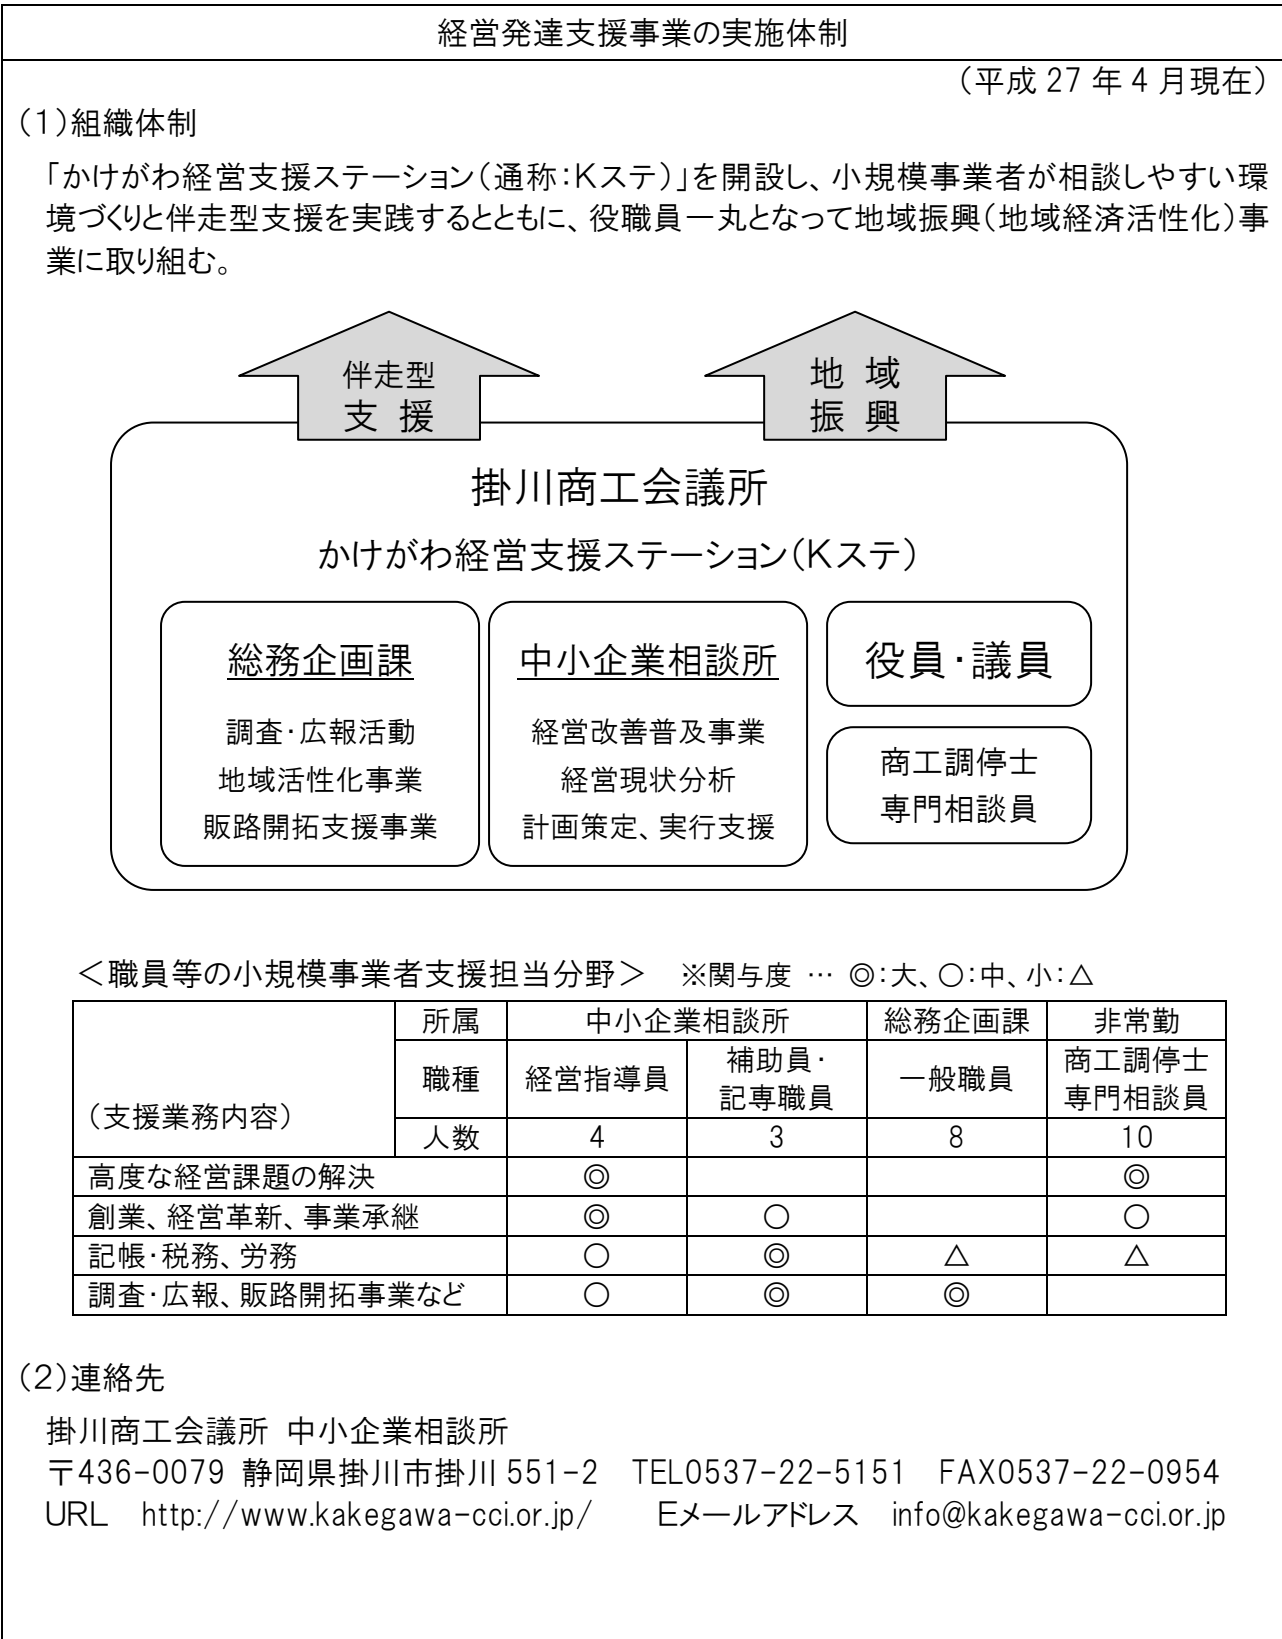 経営発達支援事業の実施体制
（平成 27 年 4 月現在）
（1）組織体制
「かけがわ経営支援ステーション（通称：Kステ）」を開設し、小規模事業者が相談しやすい環
境づくりと伴走型支援を実践するとともに、役職員一丸となって地域振興（地域経済活性化）事
業に取り組む。
伴走型
支 援
地 域
振 興
掛川商工会議所
かけがわ経営支援ステーション（Kステ）
総務企画課
調査・広報活動
地域活性化事業
販路開拓支援事業
中小企業相談所
経営改善普及事業
経営現状分析
計画策定、実行支援
役員・議員
商工調停士
専門相談員
＜職員等の小規模事業者支援担当分野＞ ※関与度 … ◎：大、○：中、小：△
（支援業務内容） 所属 中小企業相談所 総務企画課 非常勤
職種 経営指導員 補助員・記専職員 一般職員 商工調停士 専門相談員
人数 4 3 8 10
高度な経営課題の解決 ◎ ◎
創業、経営革新、事業承継 ◎ ○ ○
記帳・税務、労務 ○ ◎ △ △
調査・広報、販路開拓事業など ○ ◎ ◎
（2）連絡先
掛川商工会議所 中小企業相談所
〒436-0079 静岡県掛川市掛川 551-2 TEL0537-22-5151 FAX0537-22-0954
URL http://www.kakegawa-cci.or.jp/ Eメールアドレス info@kakegawa-cci.or.jp